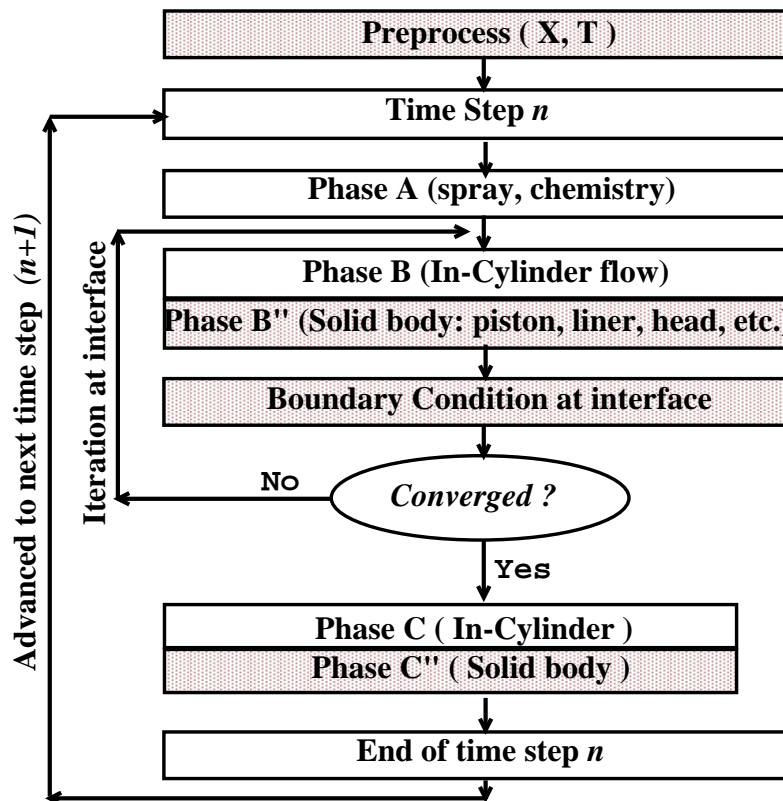 Preprocess ( X, T )
Time Step n
Phase A (spray, chemistry)
Phase B (In-Cylinder flow)
Phase B" (Solid body: piston, liner, head, etc.)
Boundary Condition at interface
Converged ?
No
Yes
Phase C ( In-Cylinder )
Phase C" ( Solid body )
End of time step n
Iteration at interface
Advanced to next time step (n+1)